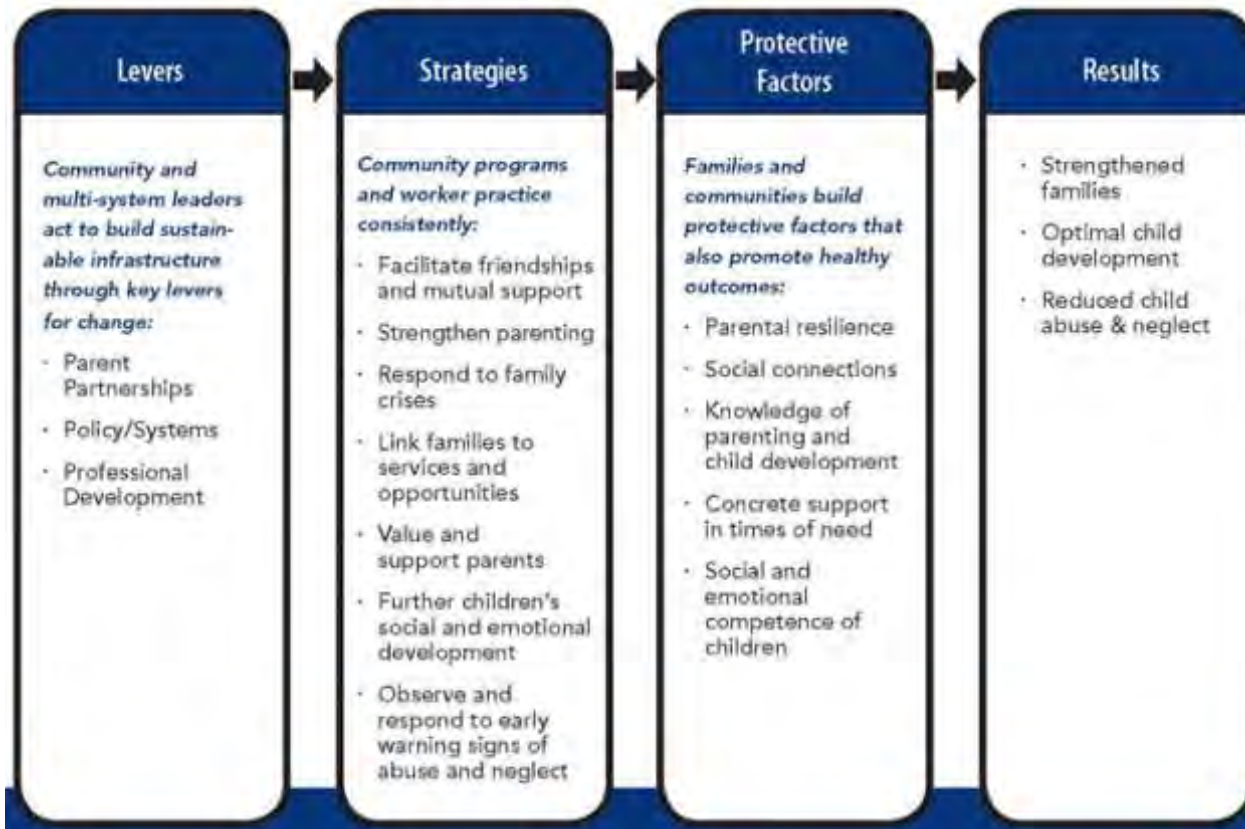 Levers
Community and
multi-system leaders
act to build sustain-
able infrastructure
through key levers
for change:
· Parent
Partnerships
· Policy/Systems
· Professional
Development
Strategies
Community programs
and worker practice
consistently:
· Facilitate friendships
and mutual support
· Strengthen parenting
· Respond to family
crises
· Link families to
services and
opportunities
· Value and
support parents
· Further children's
social and emotional
development
· Observe and
respond to early
warning signs of
abuse and neglect
Protective
Factors
Families and
communities build
protective factors that
also promote healthy
outcomes:
· Parental resilience
· Social connections
· Knowledge of
parenting and
child development
· Concrete support
in times of need
· Social and
emotional
competence of
children
Results
· Strengthened
families
· Optimal child
development
· Reduced child
abuse & neglect